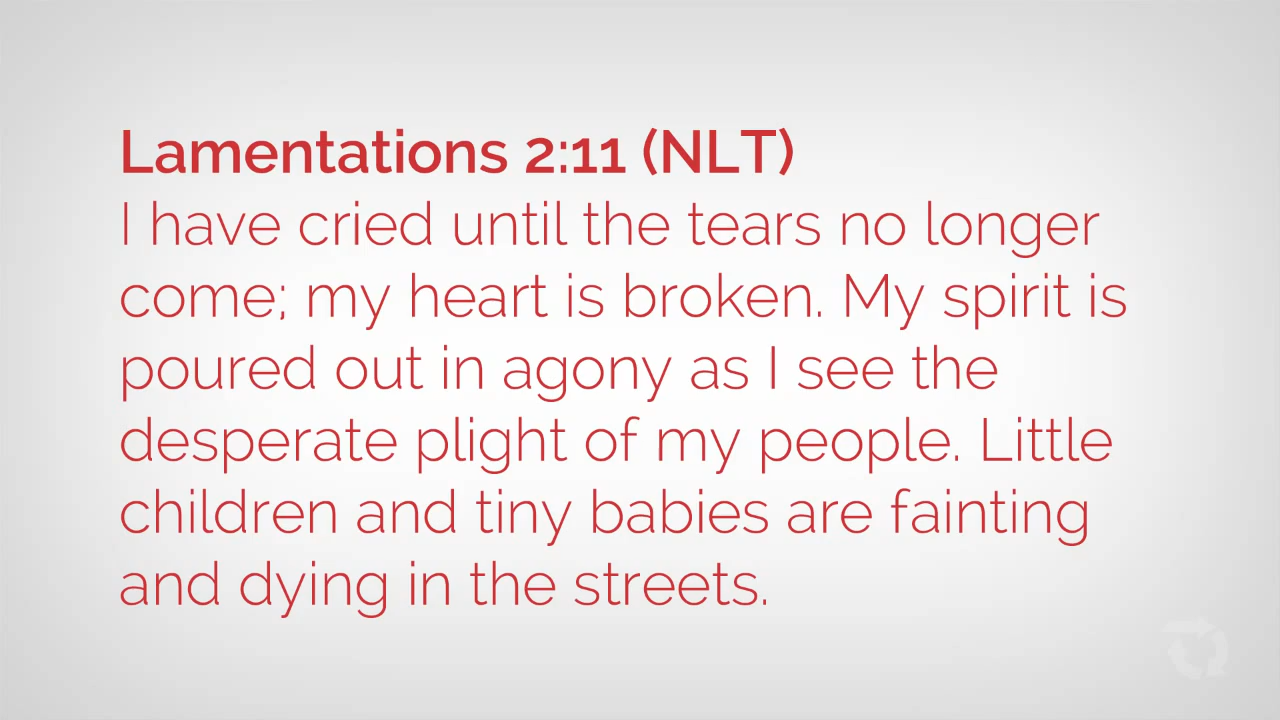 Lamentations 2:11 (NLT)
I have cried until the tears no longer
come; my heart is broken. My spirit is
poured out in agony as I see the
desperate plight of my people. Little
children and tiny babies are fainting
and dying in the streets.